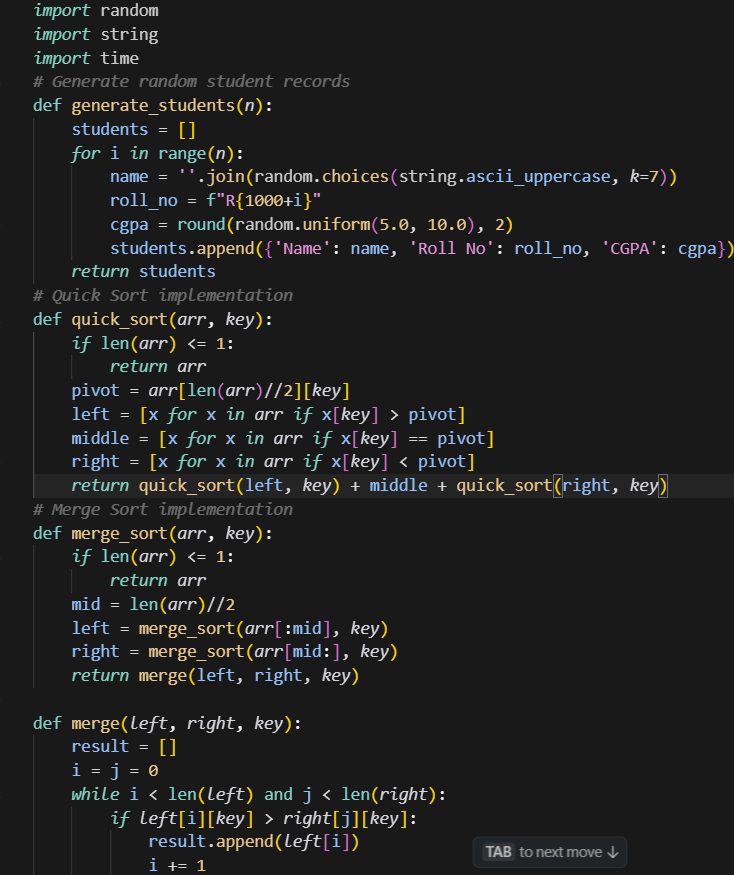 import random
import string
import time
# Generate random student records
def generate_students(n):
    students = []
    for i in range(n):
        name = ''.join(random.choices(string.ascii_uppercase, k=7))
        roll_no = f"R{1000+i}"
        cgpa = round(random.uniform(5.0, 10.0), 2)
        students.append({'Name': name, 'Roll No': roll_no, 'CGPA': cgpa})
    return students
# Quick Sort implementation
def quick_sort(arr, key):
    if len(arr) <= 1:
        return arr
    pivot = arr[len(arr)//2][key]
    left = [x for x in arr if x[key] > pivot]
    middle = [x for x in arr if x[key] == pivot]
    right = [x for x in arr if x[key] < pivot]
    return quick_sort(left, key) + middle + quick_sort(right, key)
# Merge Sort implementation
def merge_sort(arr, key):
    if len(arr) <= 1:
        return arr
    mid = len(arr)//2
    left = merge_sort(arr[:mid], key)
    right = merge_sort(arr[mid:], key)
    return merge(left, right, key)

def merge(left, right, key):
    result = []
    i = j = 0
    while i < len(left) and j < len(right):
        if left[i][key] > right[j][key]:
            result.append(left[i])
            i += 1
TAB to next move ↓